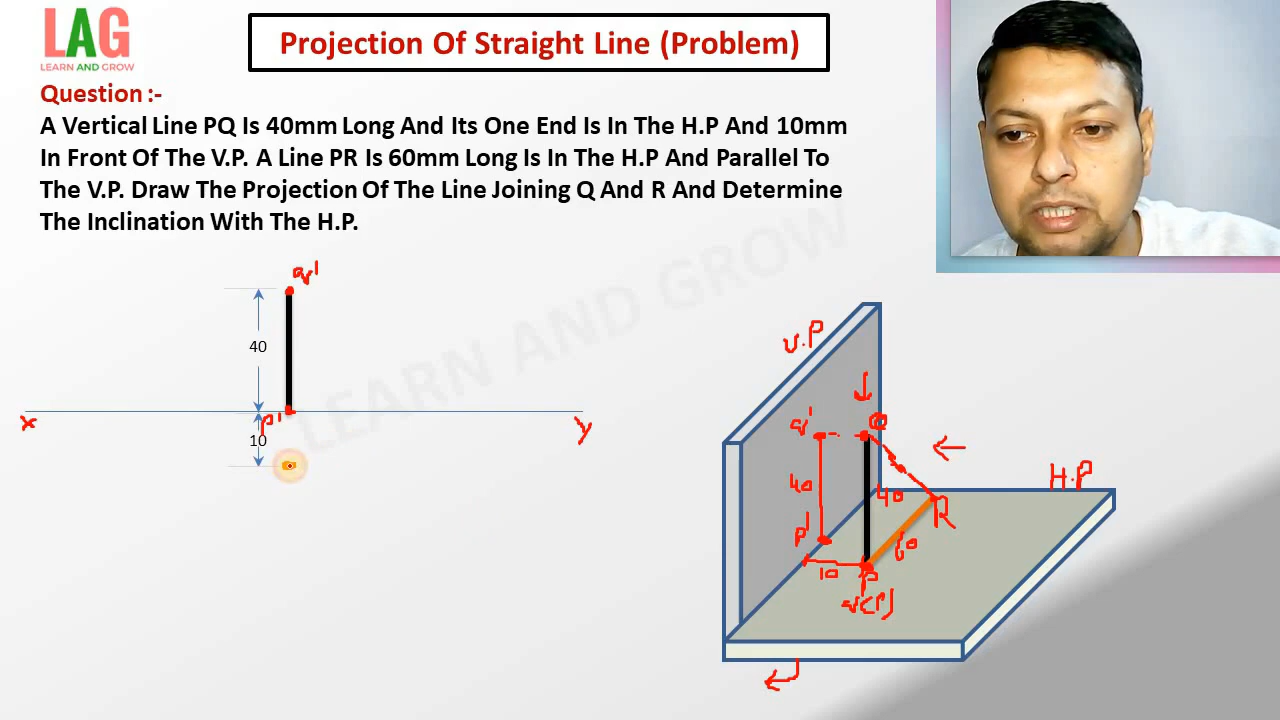 LAG
LEARN AND GROW
Projection Of Straight Line (Problem)
Question :-
A Vertical Line PQ Is 40mm Long And Its One End Is In The H.P And 10mm
In Front Of The V.P. A Line PR Is 60mm Long Is In The H.P And Parallel To
The V.P. Draw The Projection Of The Line Joining Q And R And Determine
The Inclination With The H.P.
LEARN AND GROW
q'
40
x
p'
y
10
V.P
q'
Q
H.P
40
40
R
p'
60
10
P
q(P)